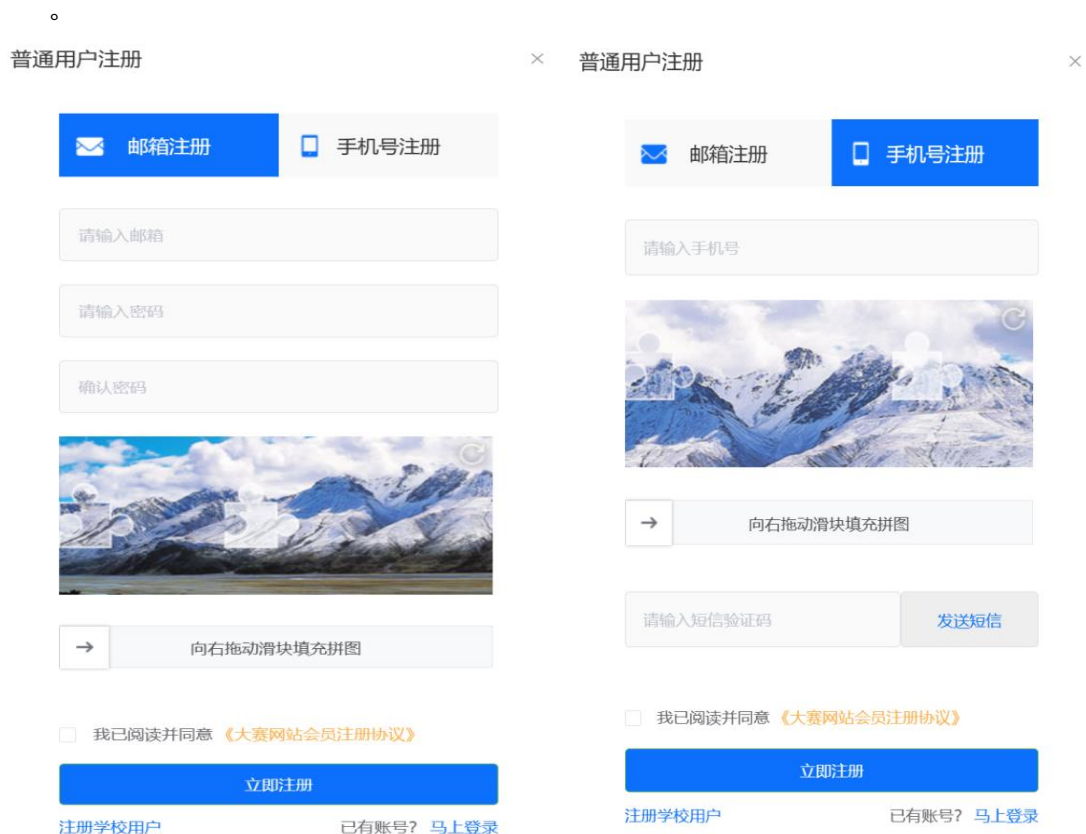 。
普通用户注册
邮箱注册 手机号注册
请输入邮箱
请输入密码
确认密码
向右拖动滑块填充拼图
我已阅读并同意《大赛网站会员注册协议》
立即注册
注册学校用户 已有账号? 马上登录
普通用户注册
邮箱注册 手机号注册
请输入手机号
向右拖动滑块填充拼图
请输入短信验证码 发送短信
我已阅读并同意《大赛网站会员注册协议》
立即注册
注册学校用户 已有账号? 马上登录